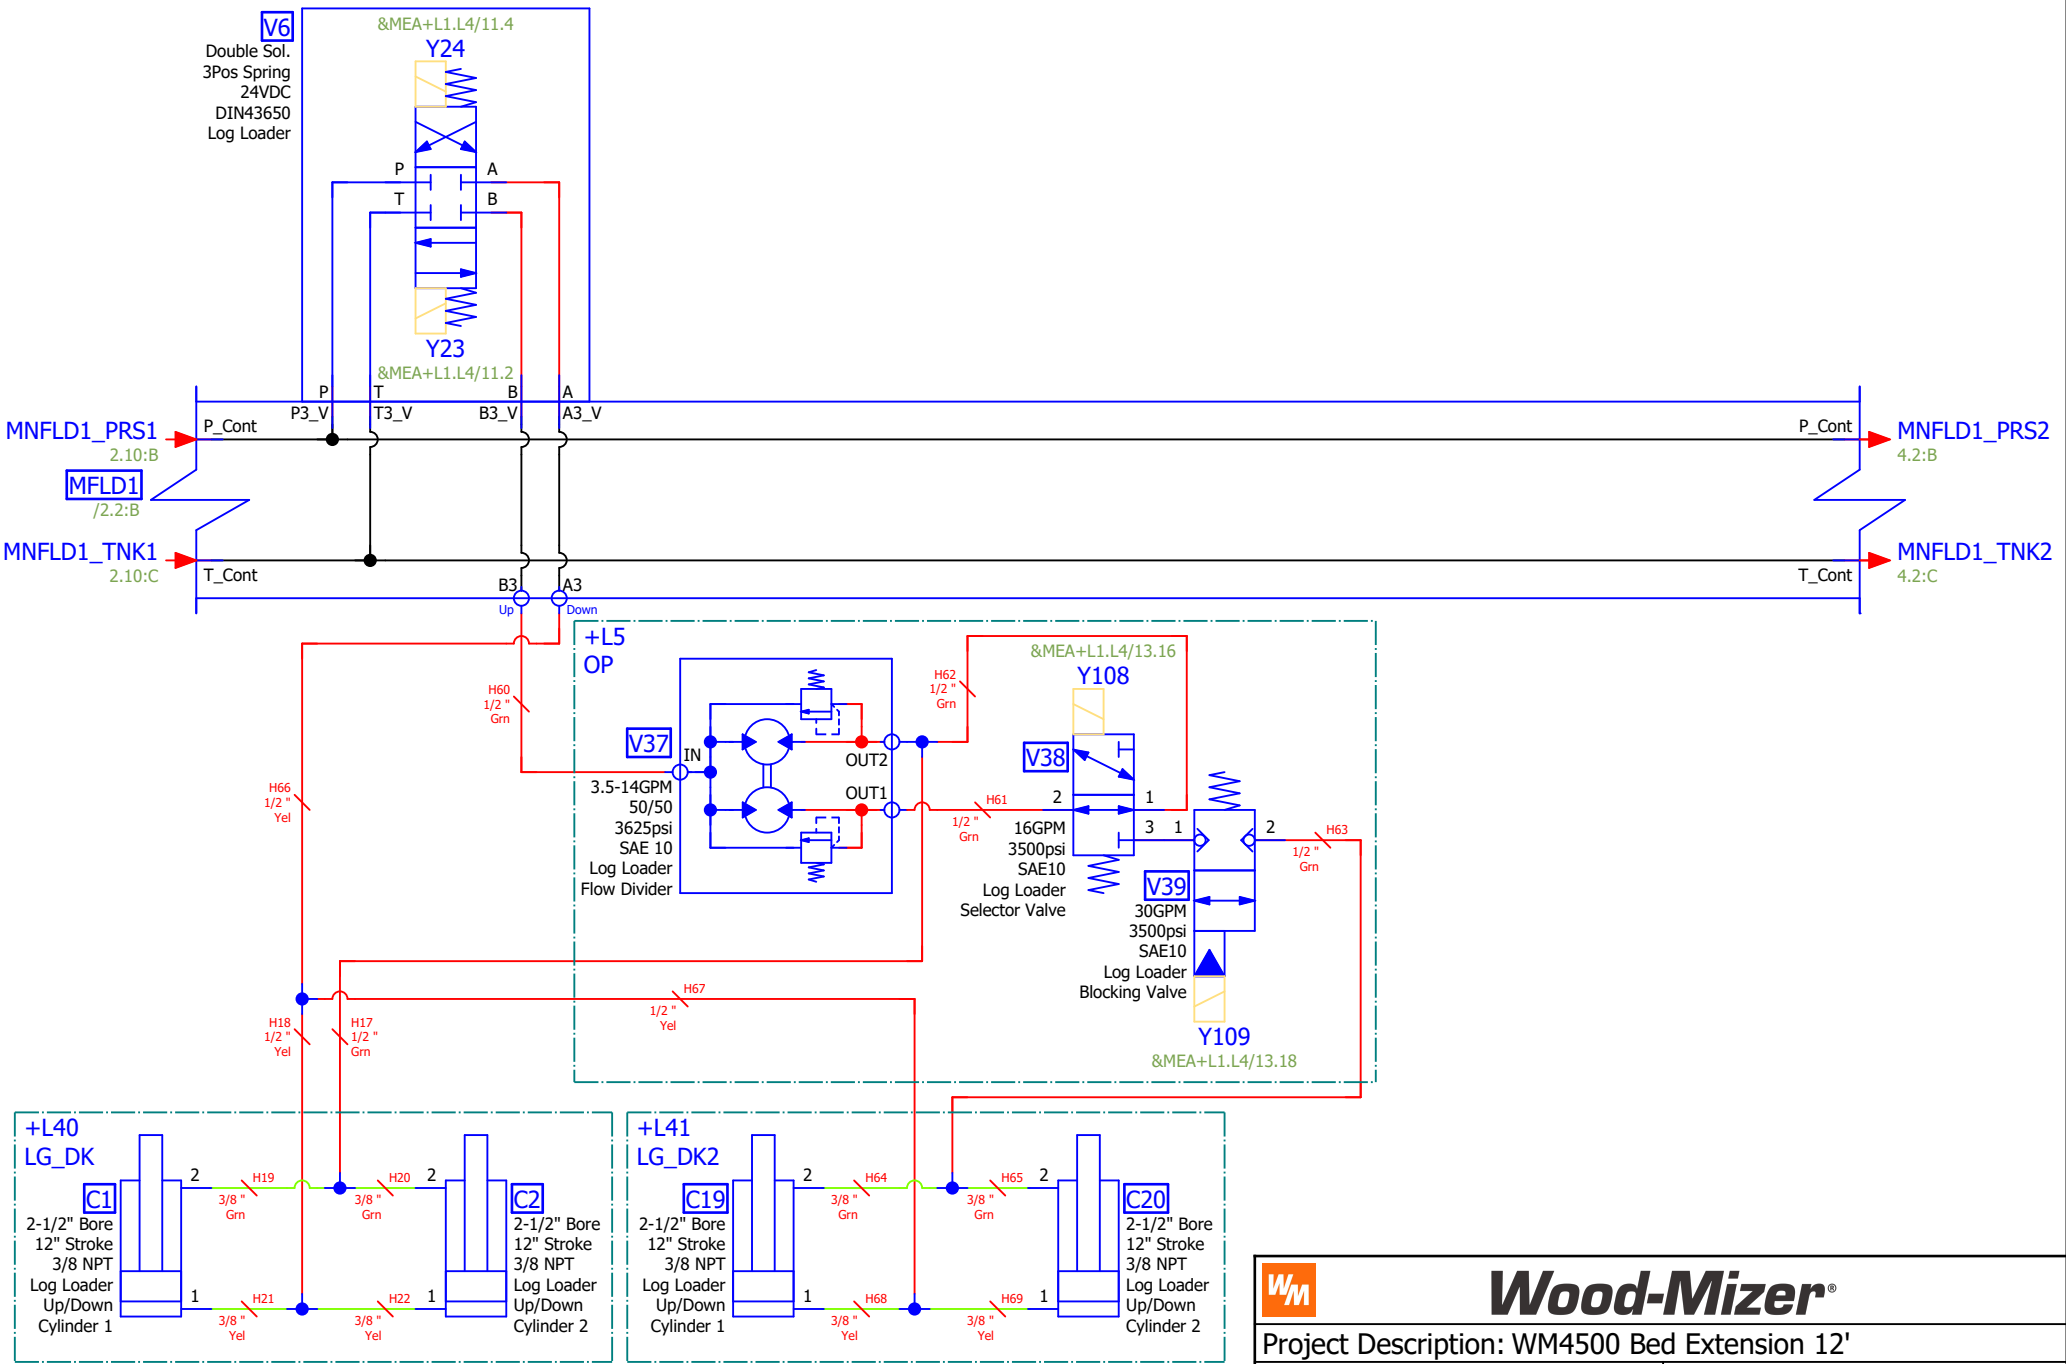 V6
Double Sol.
3Pos Spring
24VDC
DIN43650
Log Loader
&MEA+L1.L4/11.4
Y24
P
A
T
B
Y23
&MEA+L1.L4/11.2
P
T
B
A
P3_V
T3_V
B3_V
A3_V
MNFLD1_PRS1
2.10:B
P_Cont
P_Cont
MNFLD1_PRS2
4.2:B
MFLD1
/2.2:B
MNFLD1_TNK1
2.10:C
T_Cont
T_Cont
MNFLD1_TNK2
4.2:C
B3
A3
Up
Down
+L5
OP
H60
1/2 "
Grn
H66
1/2 "
Yel
V37
IN
3.5-14GPM
50/50
3625psi
SAE 10
Log Loader
Flow Divider
OUT2
OUT1
H62
1/2 "
Grn
H61
1/2 "
Grn
&MEA+L1.L4/13.16
Y108
V38
2
1
3
16GPM
3500psi
SAE10
Log Loader
Selector Valve
1
2
H63
1/2 "
Grn
V39
30GPM
3500psi
SAE10
Log Loader
Blocking Valve
Y109
&MEA+L1.L4/13.18
H67
1/2 "
Yel
H18
1/2 "
Yel
H17
1/2 "
Grn
+L40
LG_DK
C1
2-1/2" Bore
12" Stroke
3/8 NPT
Log Loader
Up/Down
Cylinder 1
2
H19
3/8 "
Grn
H20
3/8 "
Grn
2
1
H21
3/8 "
Yel
H22
3/8 "
Yel
1
C2
2-1/2" Bore
12" Stroke
3/8 NPT
Log Loader
Up/Down
Cylinder 2
+L41
LG_DK2
C19
2-1/2" Bore
12" Stroke
3/8 NPT
Log Loader
Up/Down
Cylinder 1
2
H64
3/8 "
Grn
H65
3/8 "
Grn
2
1
H68
3/8 "
Yel
H69
3/8 "
Yel
1
C20
2-1/2" Bore
12" Stroke
3/8 NPT
Log Loader
Up/Down
Cylinder 2
WM
Wood-Mizer®
Project Description: WM4500 Bed Extension 12'